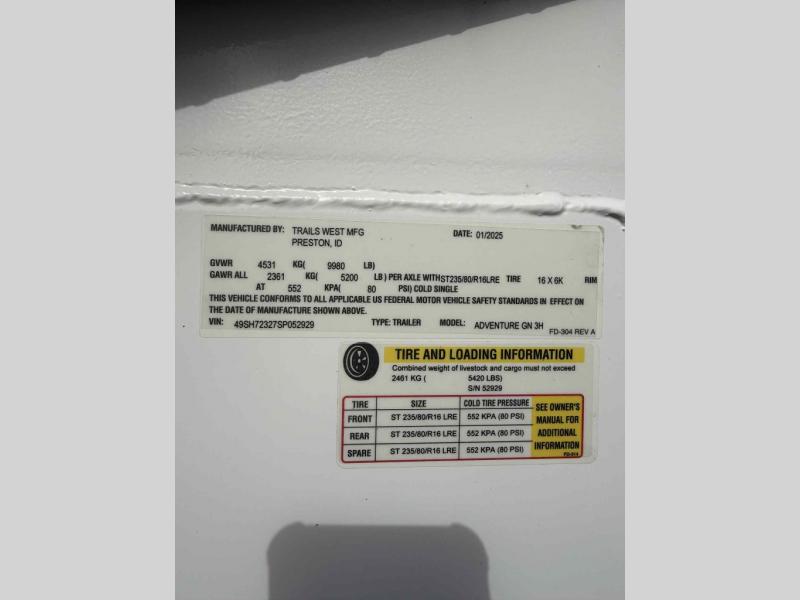 MANUFACTURED BY: TRAILS WEST MFG DATE: 01/2025
PRESTON, ID
GVWR 4531 KG( 9980 LB)
GAWR ALL 2361 KG( 5200 LB ) PER AXLE WITH ST235/80/R16LRE TIRE 16 X 6K RIM
AT 552 KPA( 80 PSI) COLD SINGLE
THIS VEHICLE CONFORMS TO ALL APPLICABLE US FEDERAL MOTOR VEHICLE SAFETY STANDARDS IN EFFECT ON
THE DATE OF MANUFACTURE SHOWN ABOVE.
VIN: 49SH72327SP052929 TYPE: TRAILER MODEL: ADVENTURE GN 3H FD-304 REV A
TIRE AND LOADING INFORMATION
Combined weight of livestock and cargo must not exceed
2461 KG ( 5420 LBS)
S/N 52929
TIRE SIZE COLD TIRE PRESSURE
FRONT ST 235/80/R16 LRE 552 KPA (80 PSI)
REAR ST 235/80/R16 LRE 552 KPA (80 PSI)
SPARE ST 235/80/R16 LRE 552 KPA (80 PSI)
SEE OWNER'S
MANUAL FOR
ADDITIONAL
INFORMATION